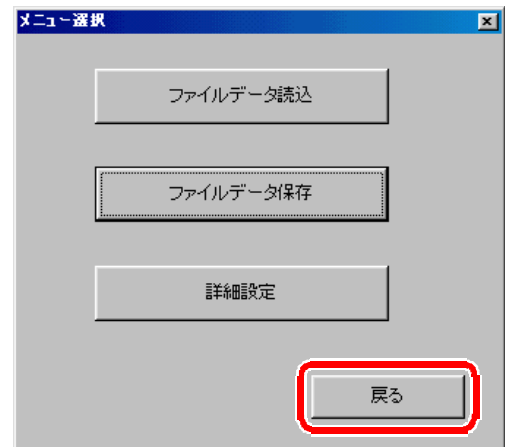 メニュー選択
ファイルデータ読込
ファイルデータ保存
詳細設定
戻る